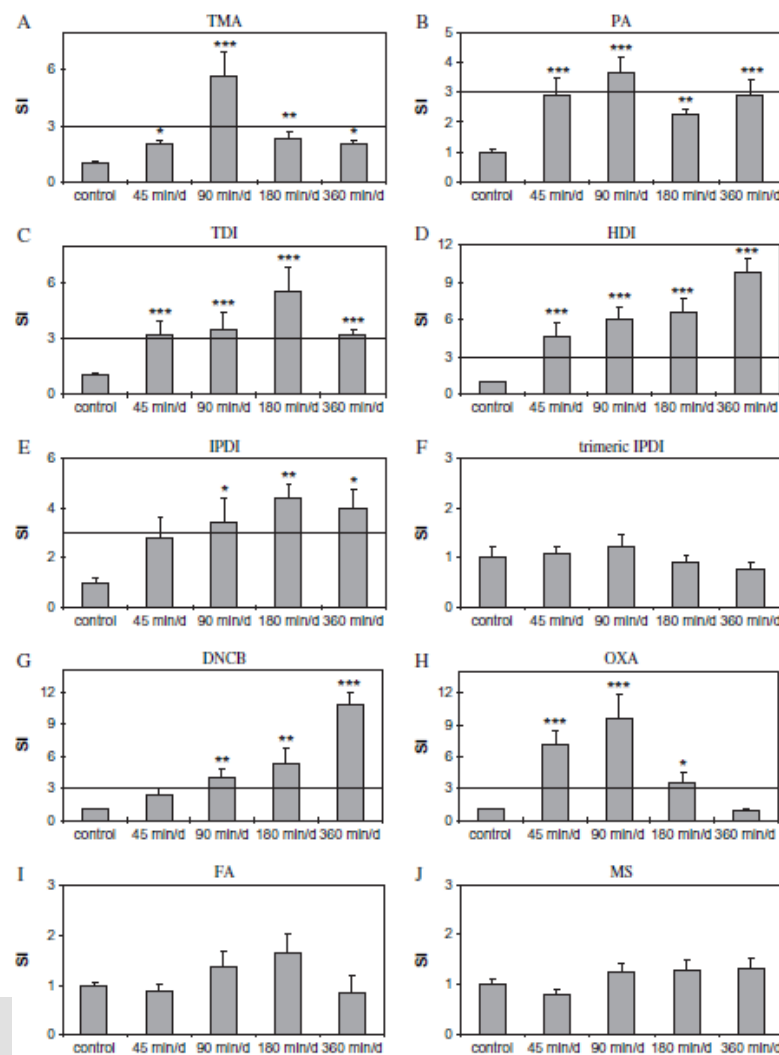 A TMA
SI
6
3
0
* *** ** *
control 45 min/d 90 min/d 180 min/d 360 min/d
B PA
SI
5
4
3
2
1
0
*** *** ** ***
control 45 min/d 90 min/d 180 min/d 360 min/d
C TDI
SI
6
3
0
*** *** *** ***
control 45 min/d 90 min/d 180 min/d 360 min/d
D HDI
SI
12
9
6
3
0
*** *** *** ***
control 45 min/d 90 min/d 180 min/d 360 min/d
E IPDI
SI
6
4
2
0
* ** *
control 45 min/d 90 min/d 180 min/d 360 min/d
F trimeric IPDI
SI
3
2
1
0
control 45 min/d 90 min/d 180 min/d 360 min/d
G DNCB
SI
12
9
6
3
0
** ** ***
control 45 min/d 90 min/d 180 min/d 360 min/d
H OXA
SI
12
9
6
3
0
*** *** *
control 45 min/d 90 min/d 180 min/d 360 min/d
I FA
SI
3
2
1
0
control 45 min/d 90 min/d 180 min/d 360 min/d
J MS
SI
3
2
1
0
control 45 min/d 90 min/d 180 min/d 360 min/d